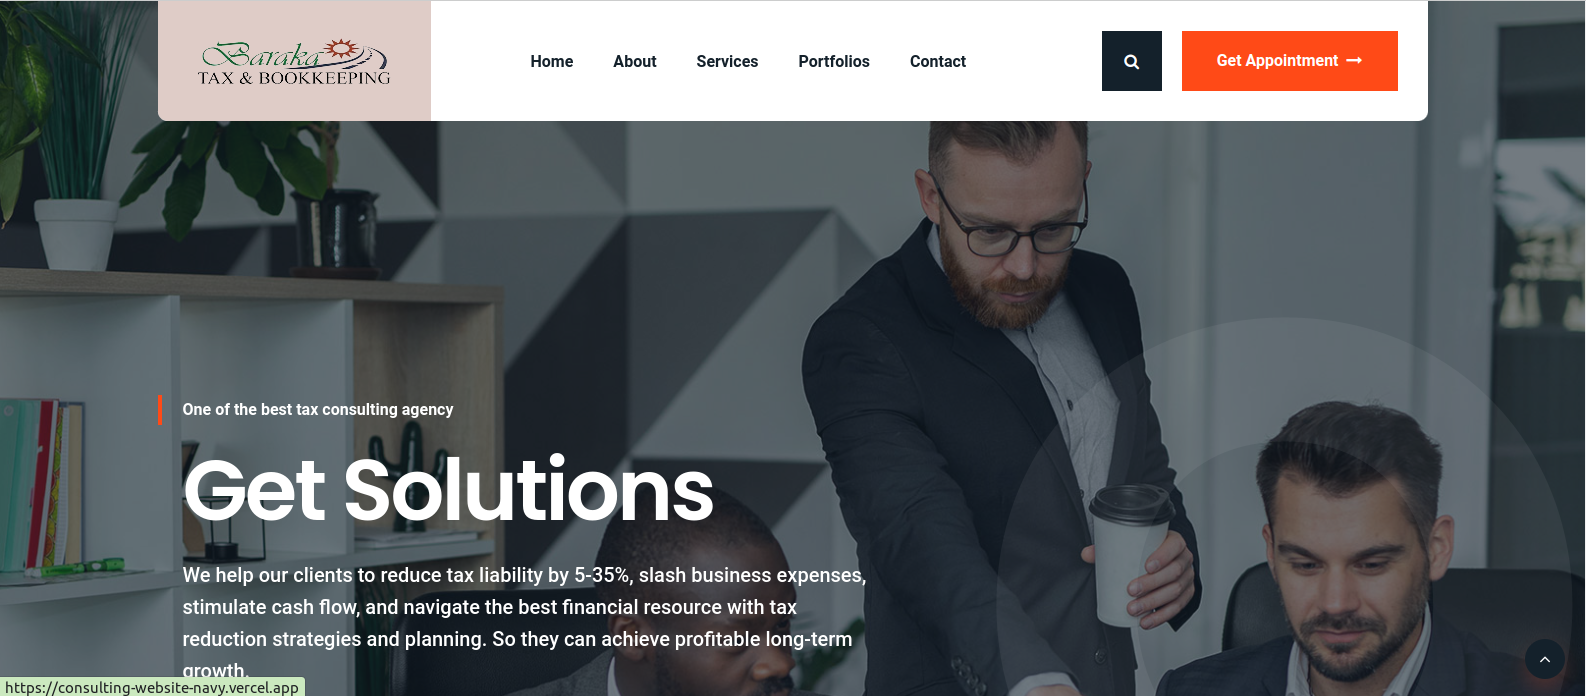 Baraka
TAX & BOOKKEEPING
Home
About
Services
Portfolios
Contact
Get Appointment
One of the best tax consulting agency
Get Solutions
We help our clients to reduce tax liability by 5-35%, slash business expenses,
stimulate cash flow, and navigate the best financial resource with tax
reduction strategies and planning. So they can achieve profitable long-term
growth.
https://consulting-website-navy.vercel.app